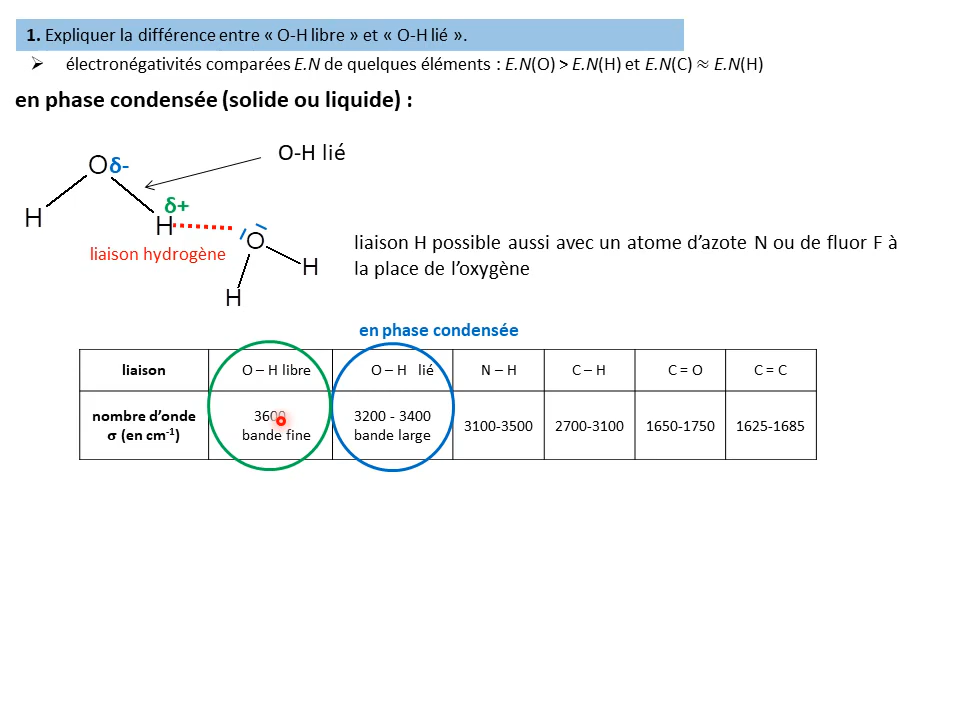 1. Expliquer la différence entre « O-H libre » et « O-H lié ».
➢ électronégativités comparées E.N de quelques éléments : E.N(O) > E.N(H) et E.N(C) ≈ E.N(H)
en phase condensée (solide ou liquide) :
O-H lié
O δ-
H
δ+
H
O
liaison hydrogène
H
H
liaison H possible aussi avec un atome d'azote N ou de fluor F à
la place de l'oxygène
en phase condensée
liaison O – H libre O – H lié N – H C – H C = O C = C
nombre d'onde
σ (en cm-1)
3600
bande fine
3200 - 3400
bande large
3100-3500 2700-3100 1650-1750 1625-1685